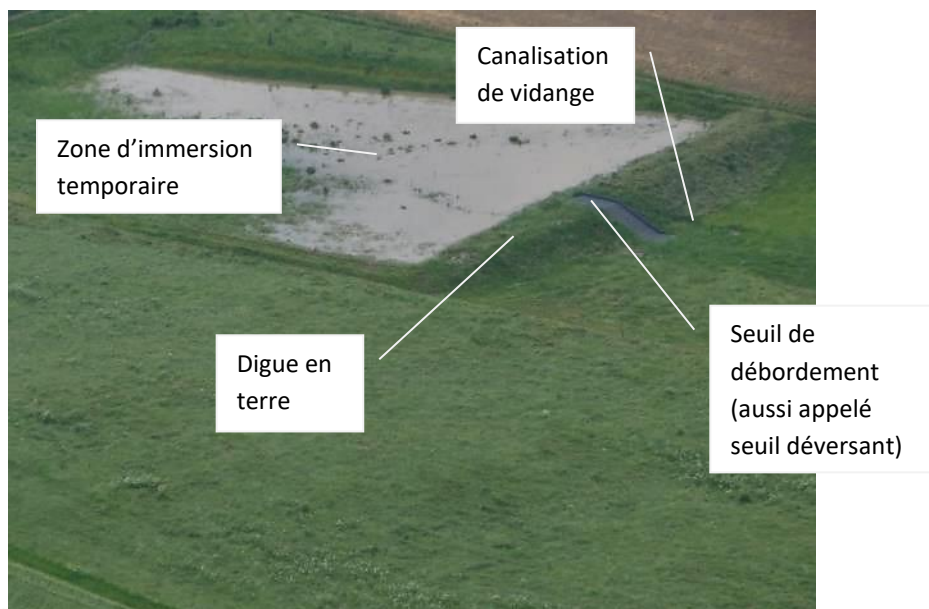 Canalisation
de vidange
Zone d’immersion
temporaire
Digue en
terre
Seuil de
débordement
(aussi appelé
seuil déversant)